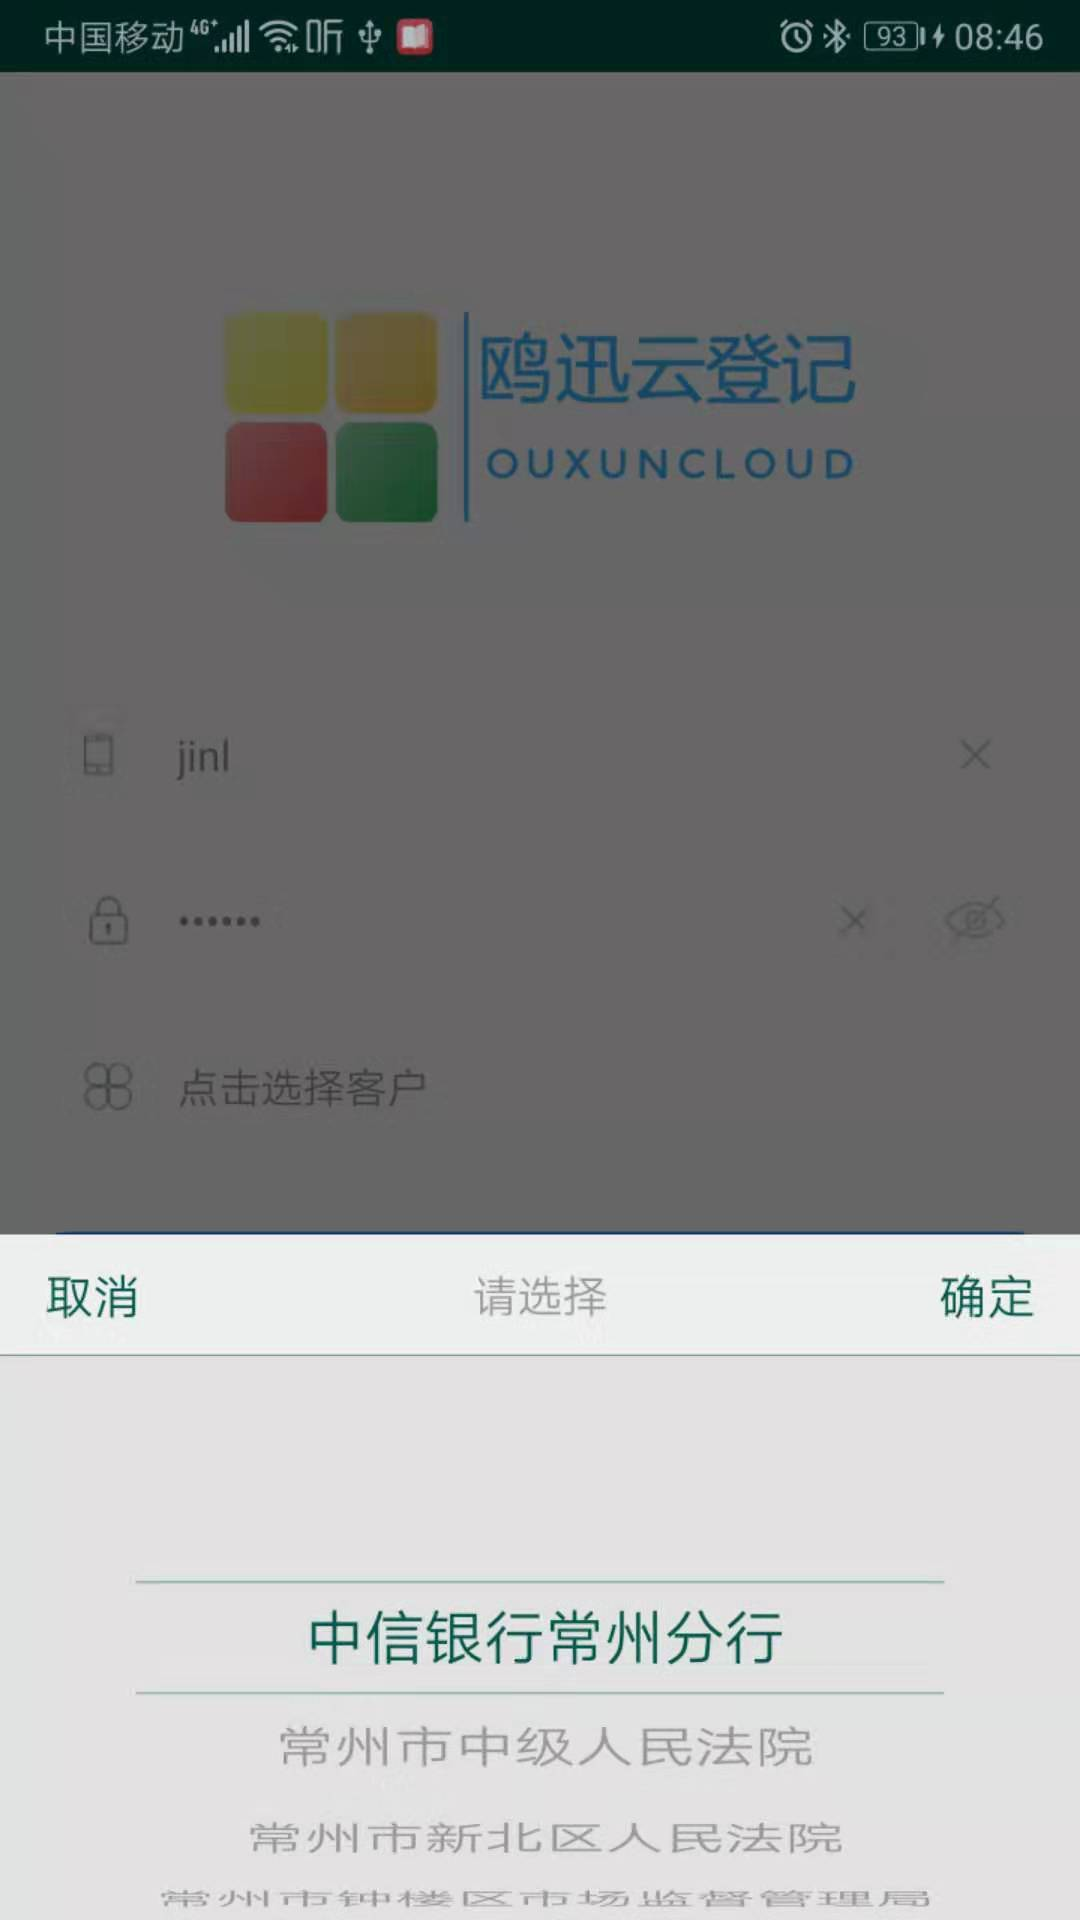 中国移动 4G+ 听 93 08:46
鸥迅云登记
OUXUNCLOUD
jinl
••••••
点击选择客户
取消 请选择 确定
中信银行常州分行
常州市中级人民法院
常州市新北区人民法院
常州市钟楼区市场监督管理局